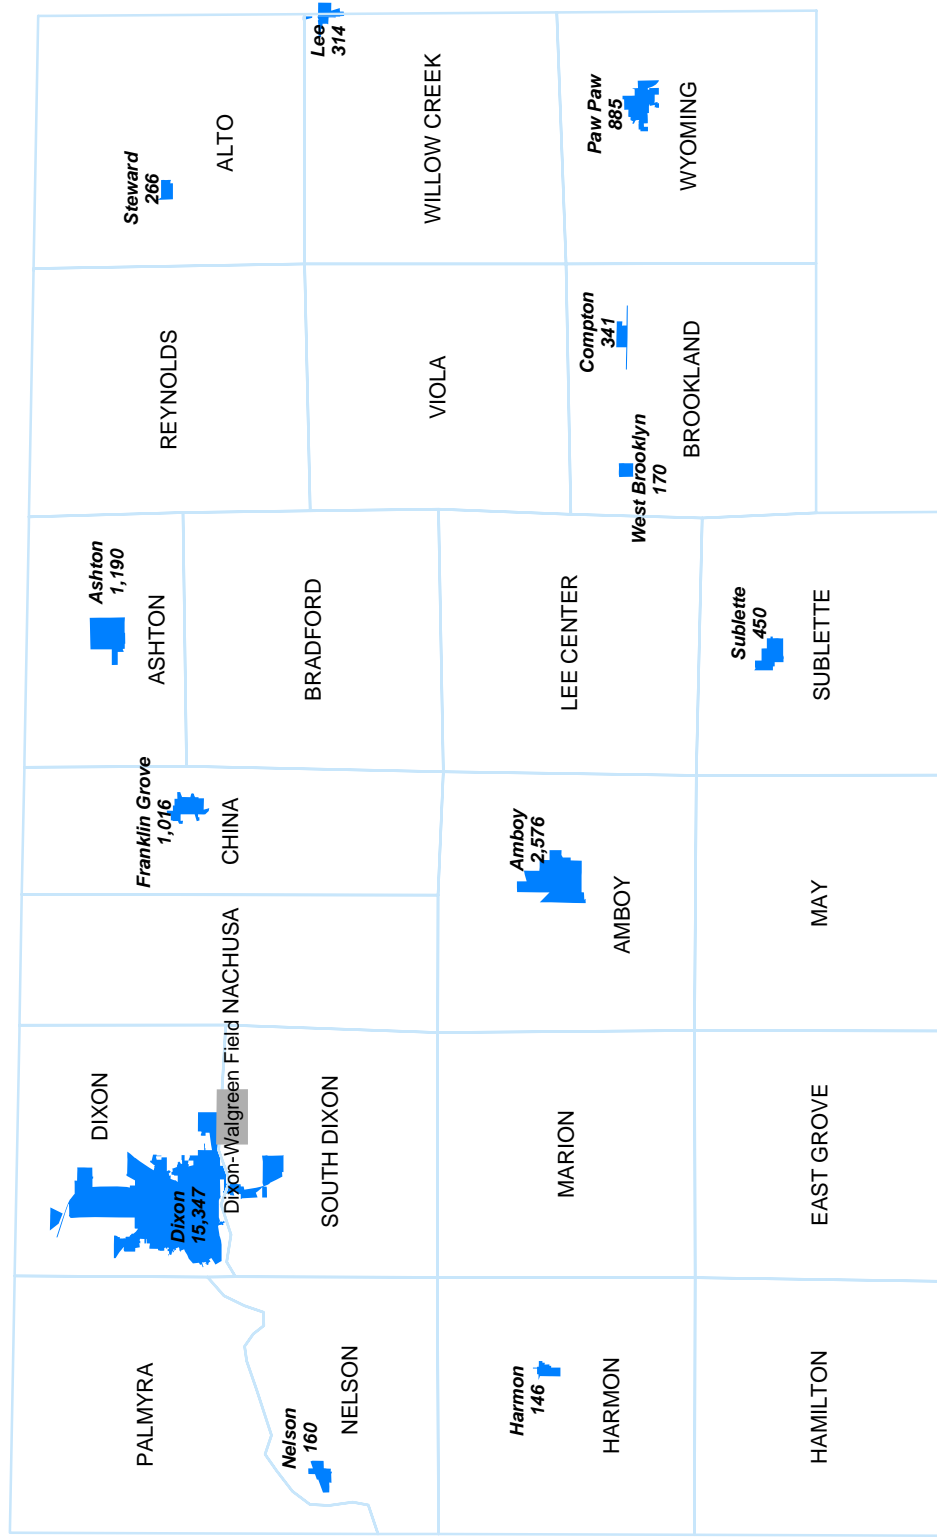 PALMYRA
DIXON
Dixon
15,347
Dixon-Walgreen Field
NACHUSA
Franklin Grove
1,016
CHINA
Ashton
1,190
ASHTON
REYNOLDS
Steward
266
ALTO
Nelson
160
NELSON
SOUTH DIXON
BRADFORD
VIOLA
Lee
314
WILLOW CREEK
Harmon
146
HARMON
MARION
Amboy
2,576
AMBOY
LEE CENTER
West Brooklyn
170
Compton
341
BROOKLAND
Paw Paw
885
WYOMING
HAMILTON
EAST GROVE
MAY
Sublette
450
SUBLETTE